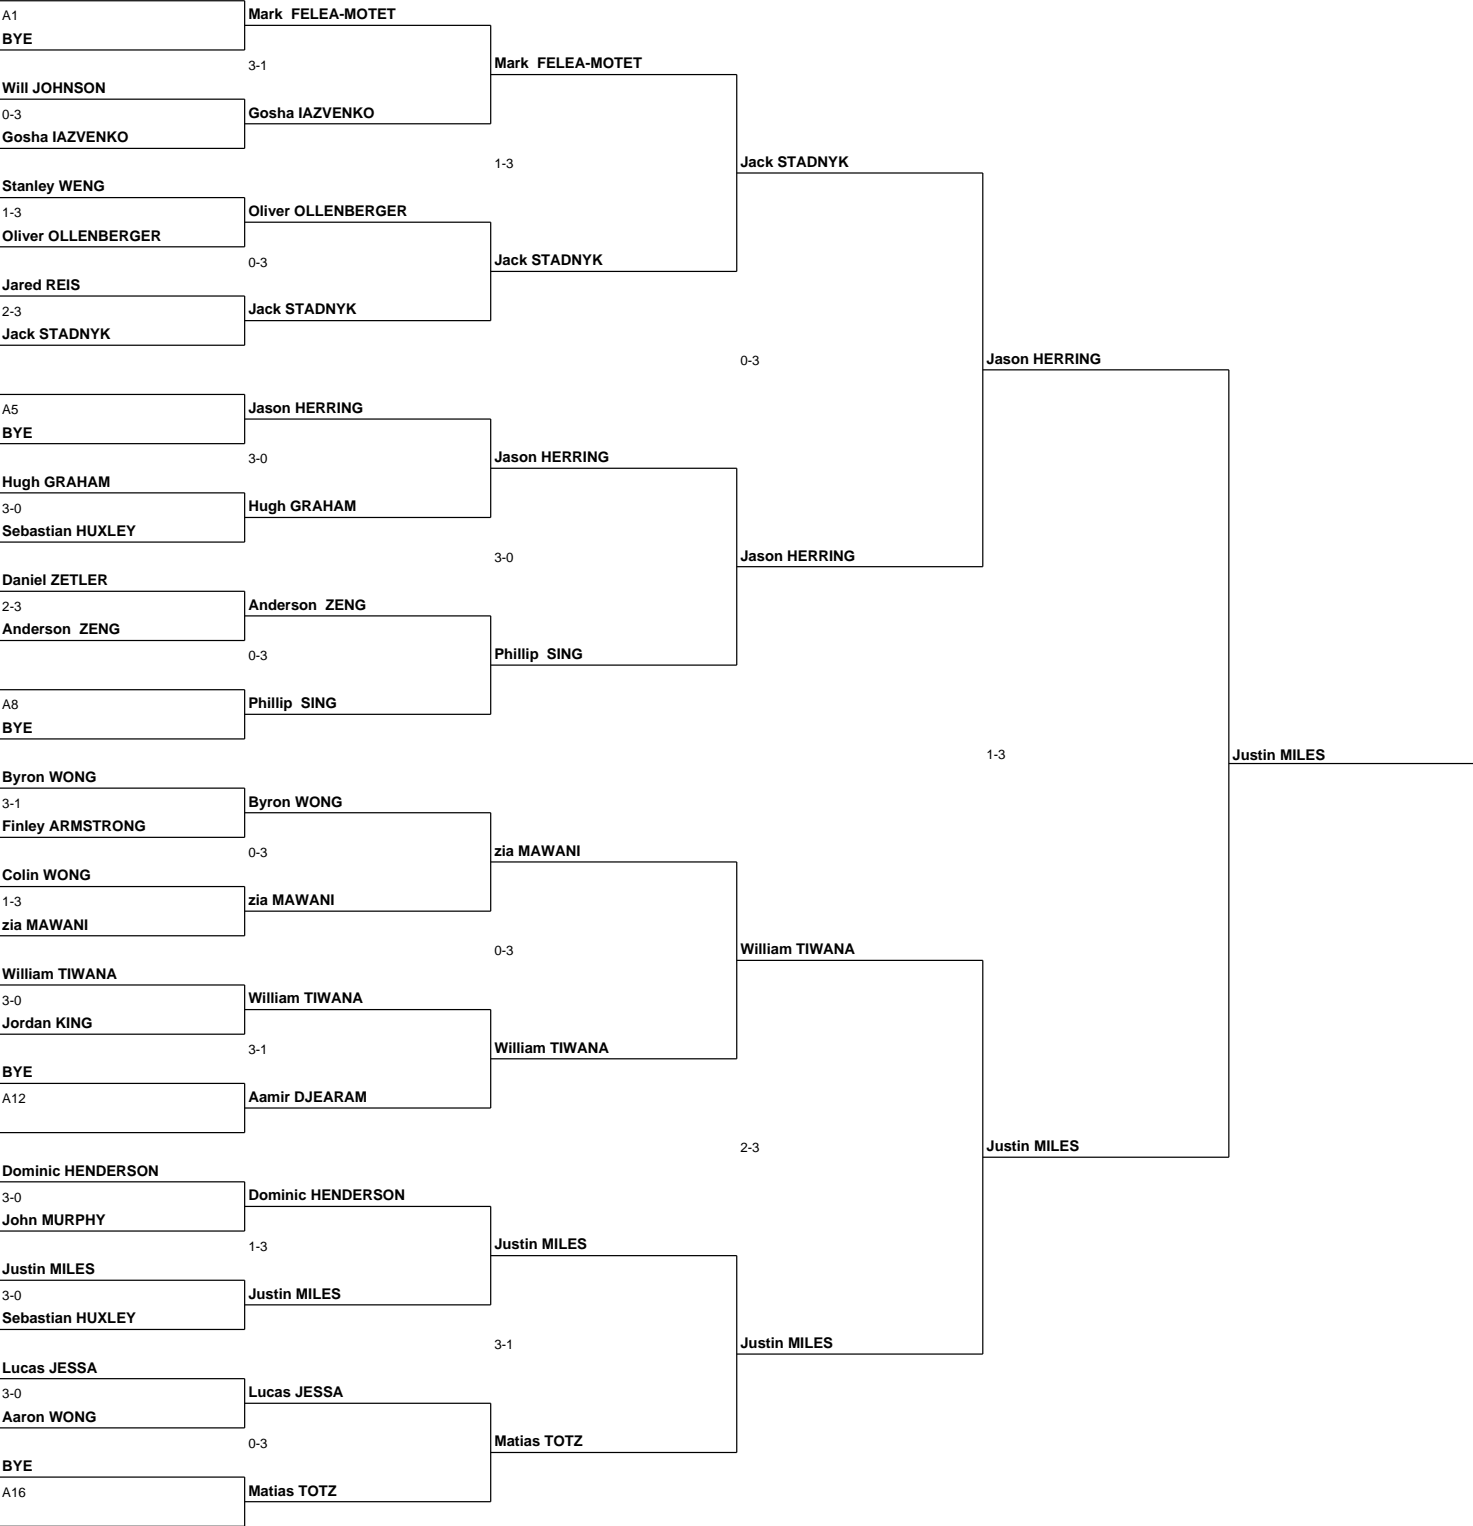 A1
BYE
Mark  FELEA-MOTET
3-1
Will JOHNSON
0-3
Gosha IAZVENKO
Gosha IAZVENKO
Mark  FELEA-MOTET
1-3
Stanley WENG
1-3
Oliver OLLENBERGER
Oliver OLLENBERGER
0-3
Jared REIS
2-3
Jack STADNYK
Jack STADNYK
Jack STADNYK
Jack STADNYK
0-3
A5
BYE
Jason HERRING
3-0
Hugh GRAHAM
3-0
Sebastian HUXLEY
Hugh GRAHAM
Jason HERRING
3-0
Daniel ZETLER
2-3
Anderson  ZENG
Anderson  ZENG
0-3
A8
BYE
Phillip  SING
Phillip  SING
Jason HERRING
Jason HERRING
1-3
Byron WONG
3-1
Finley ARMSTRONG
Byron WONG
0-3
Colin WONG
1-3
zia MAWANI
zia MAWANI
zia MAWANI
0-3
William TIWANA
3-0
Jordan KING
William TIWANA
3-1
BYE
A12
Aamir DJEARAM
William TIWANA
William TIWANA
2-3
Dominic HENDERSON
3-0
John MURPHY
Dominic HENDERSON
1-3
Justin MILES
3-0
Sebastian HUXLEY
Justin MILES
Justin MILES
3-1
Lucas JESSA
3-0
Aaron WONG
Lucas JESSA
0-3
BYE
A16
Matias TOTZ
Matias TOTZ
Justin MILES
Justin MILES
Justin MILES